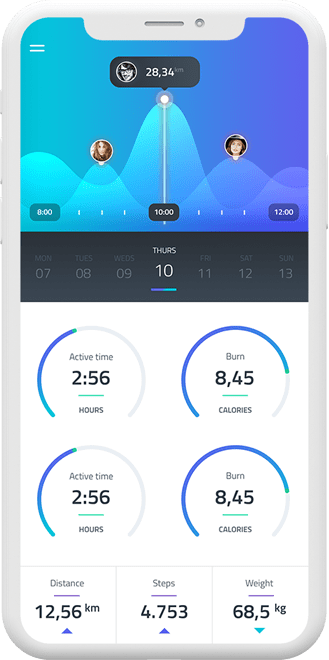 28,34 km
8:00 10:00 12:00
THURS
MON TUES WEDS FRI SAT SUN
07 08 09 10 11 12 13
Active time Burn
2:56 8,45
HOURS CALORIES
Active time Burn
2:56 8,45
HOURS CALORIES
Distance Steps Weight
12,56 km 4.753 68,5 kg